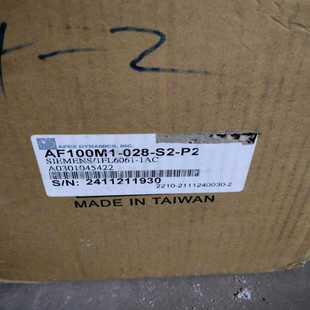 4-2
APEX DYNAMICS, INC.
AF100M1-028-S2-P2
SIEMENS/1FL6061-1AC
A0301045422
S/N: 2411211930
2210-2111240030-2
MADE IN TAIWAN